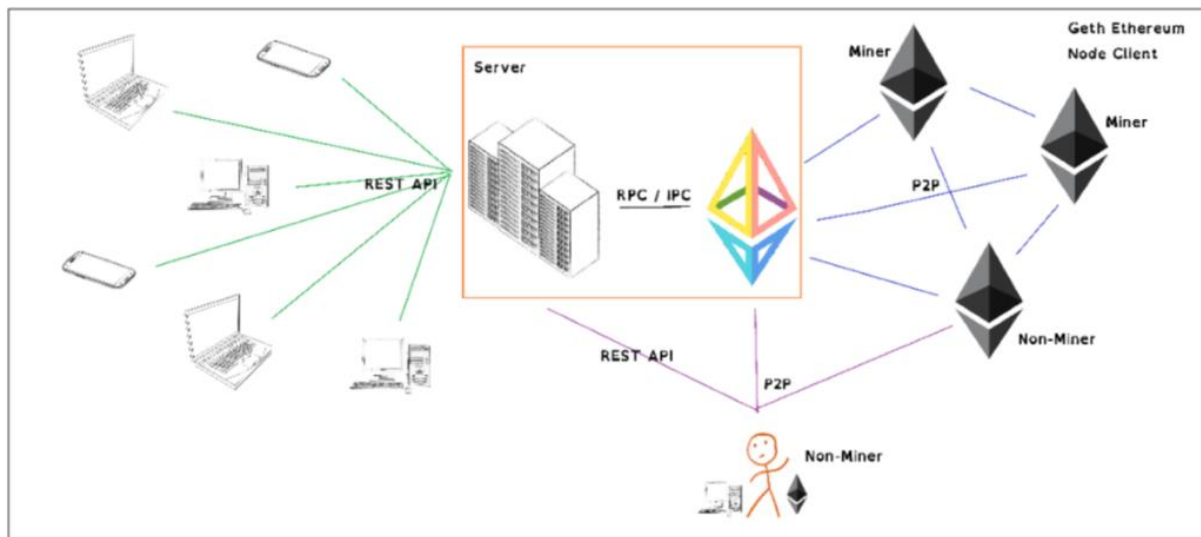 Geth Ethereum
Node Client
Miner
Server
Miner
REST API
RPC / IPC
P2P
Non-Miner
REST API
P2P
Non-Miner